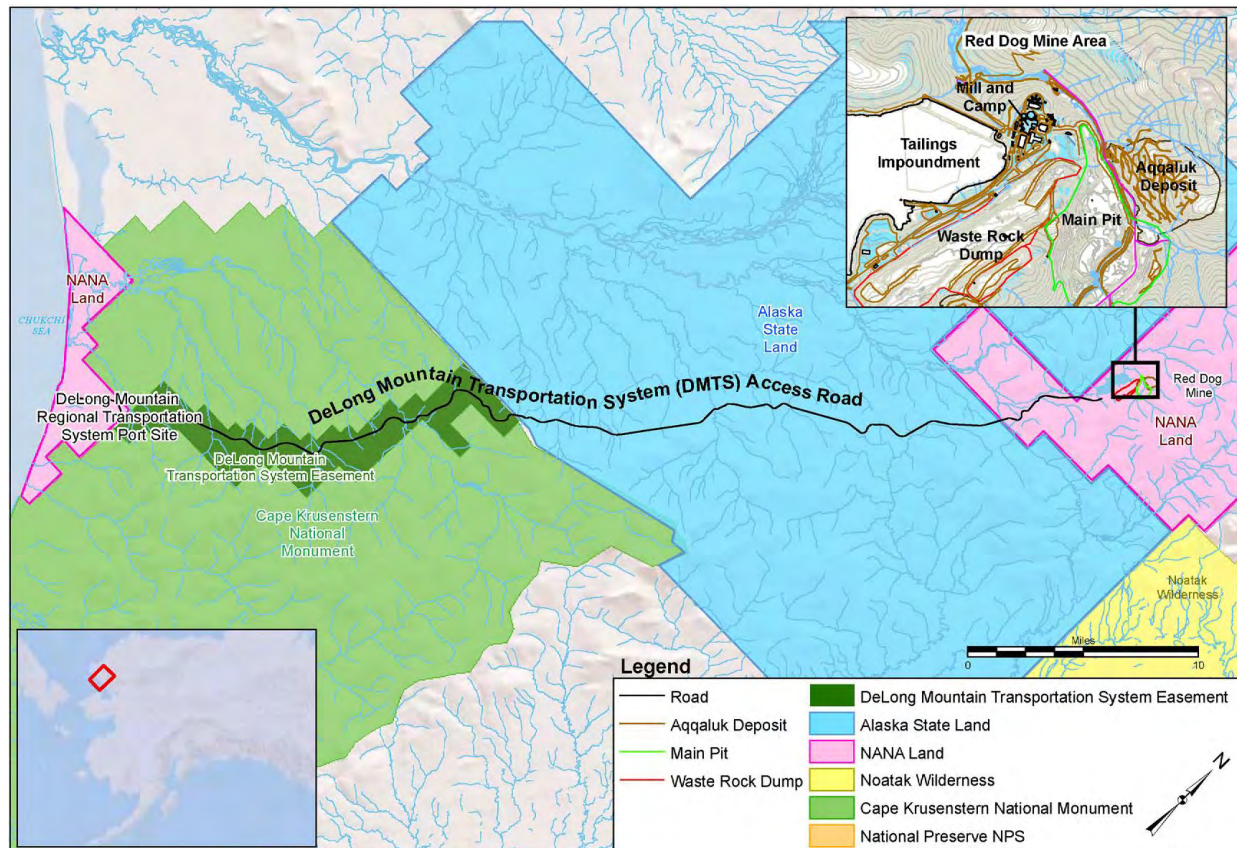 Red Dog Mine Area
Mill and
Camp
Tailings
Impoundment
Aqqaluk
Deposit
Main Pit
Waste Rock
Dump
NANA
Land
CHUKCHI
SEA
Alaska
State
Land
DeLong Mountain Transportation System (DMTS) Access Road
Red Dog
Mine
NANA
Land
DeLong Mountain
Regional Transportation
System Port Site
DeLong Mountain
Transportation System Easement
Cape Krusenstern
National
Monument
Noatak
Wilderness
Miles
0 10
Legend
Road
Aqqaluk Deposit
Main Pit
Waste Rock Dump
DeLong Mountain Transportation System Easement
Alaska State Land
NANA Land
Noatak Wilderness
Cape Krusenstern National Monument
National Preserve NPS
N